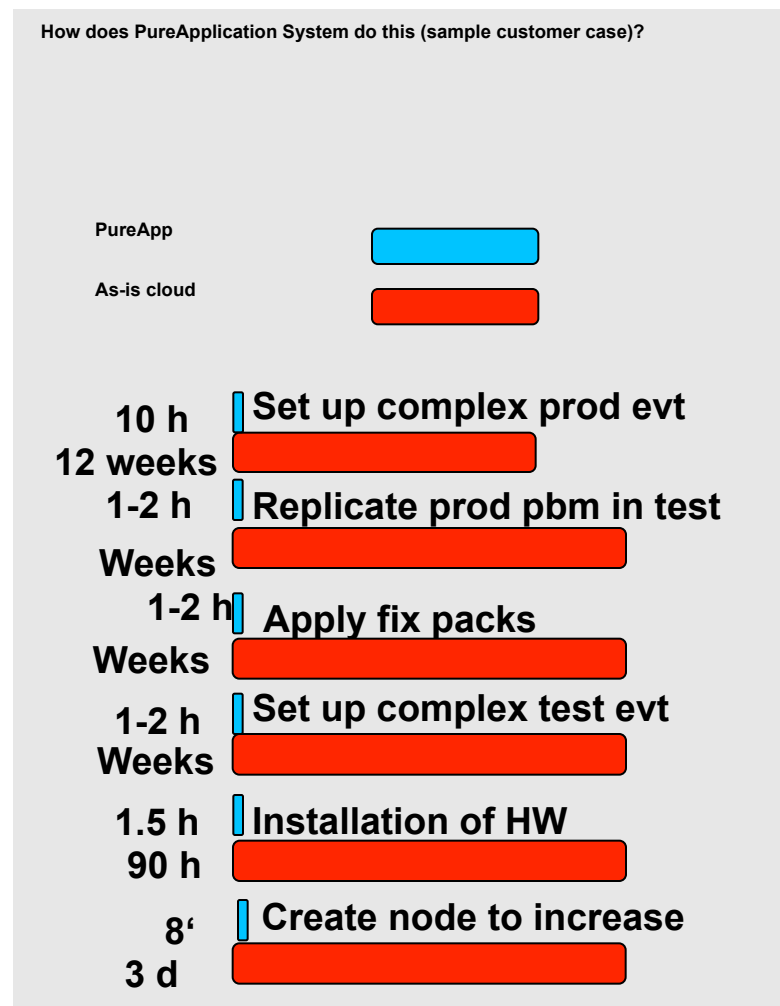 How does PureApplication System do this (sample customer case)?
PureApp
As-is cloud
10 h
Set up complex prod evt
12 weeks
1-2 h
Replicate prod pbm in test
Weeks
1-2 h
Apply fix packs
Weeks
1-2 h
Set up complex test evt
Weeks
1.5 h
Installation of HW
90 h
8‘
Create node to increase
3 d